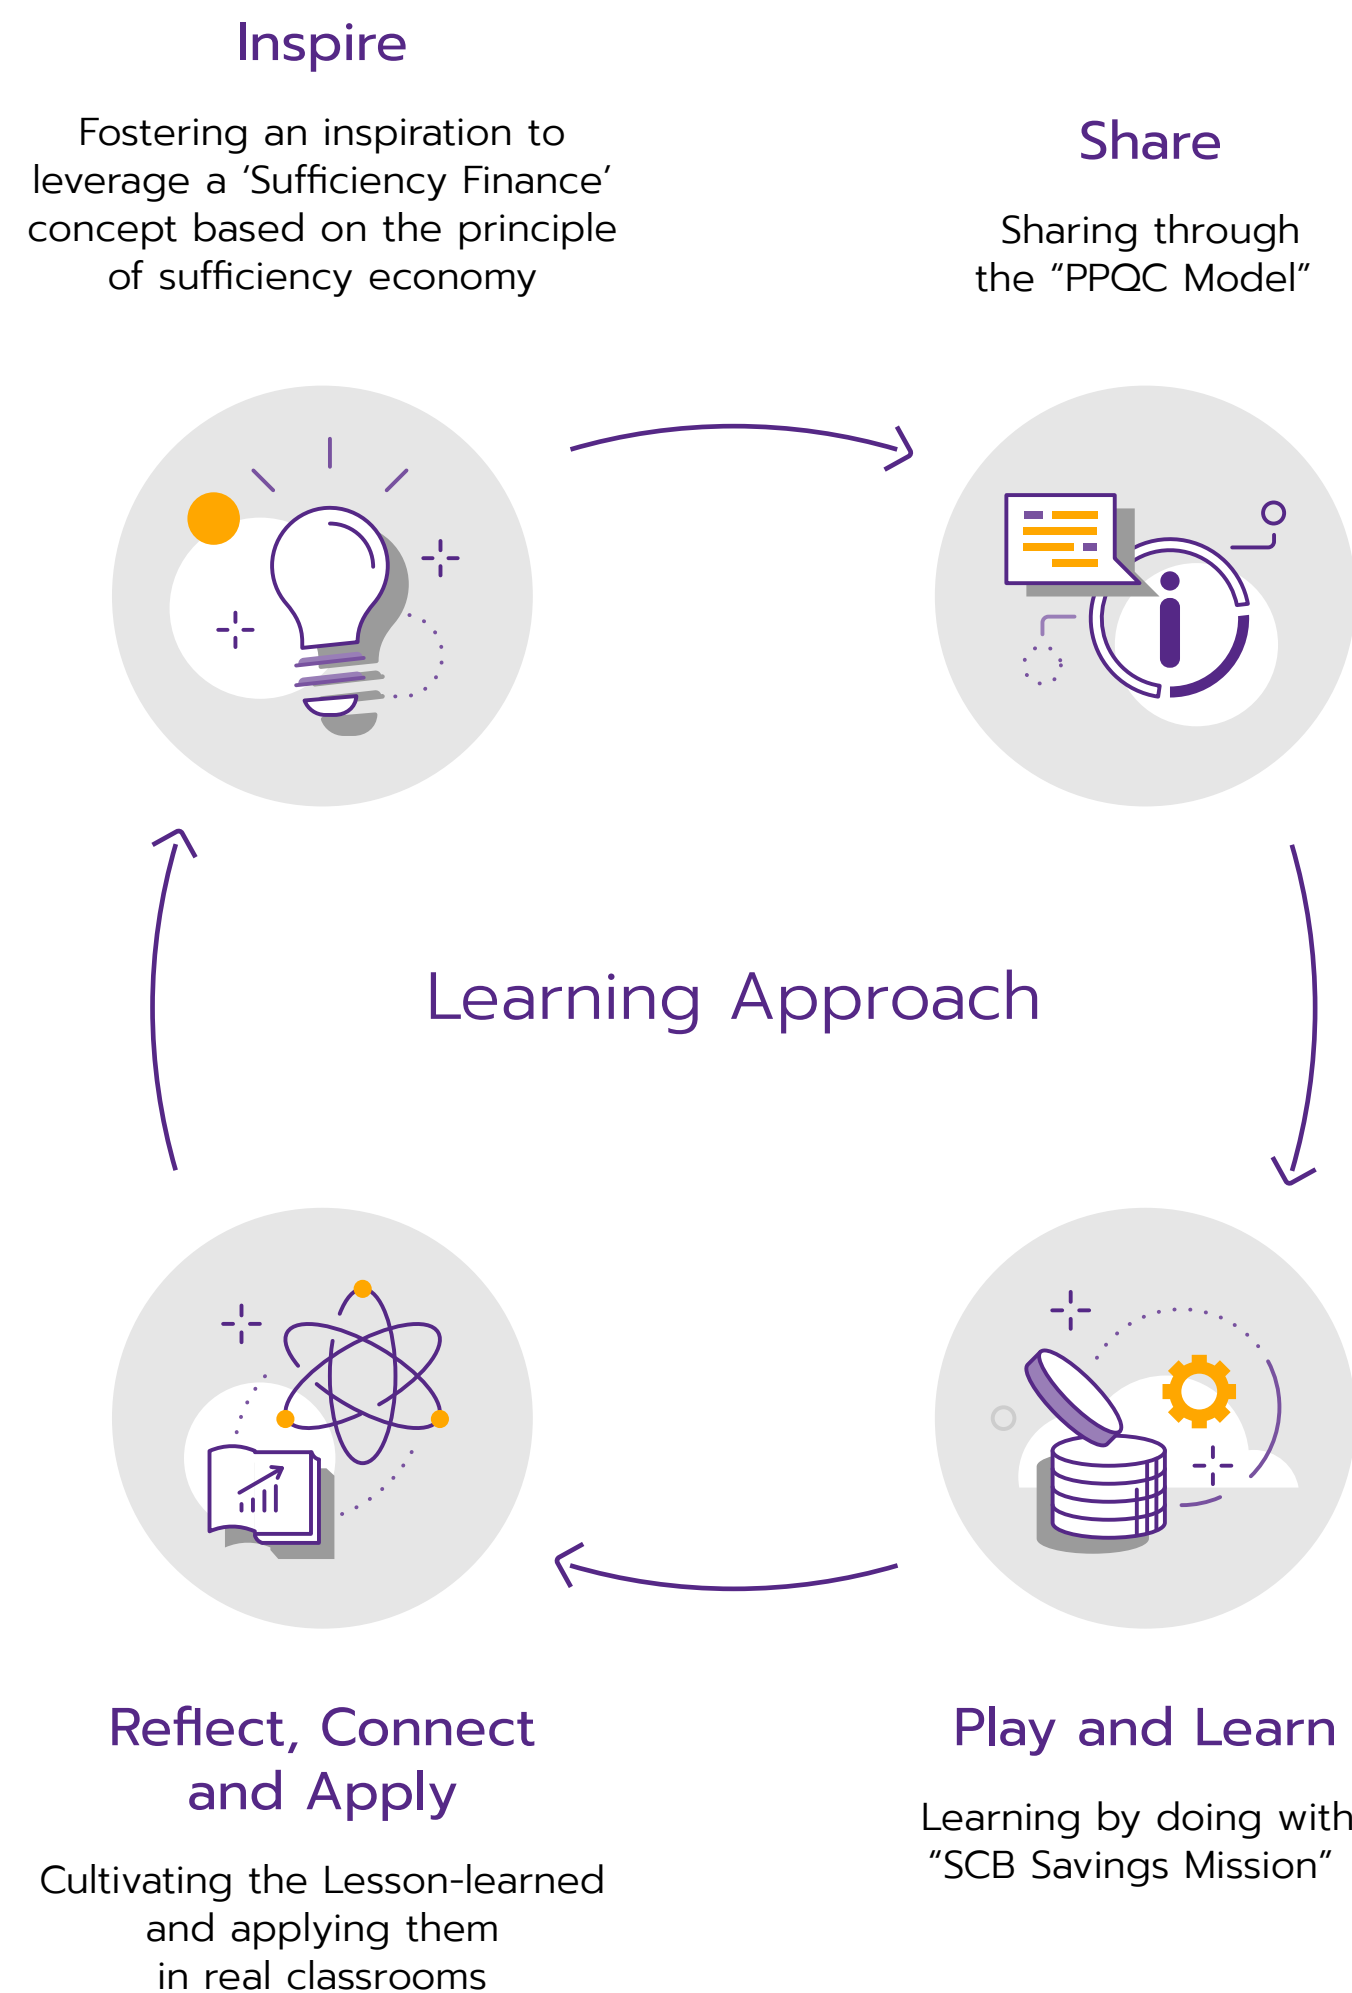 Inspire
Fostering an inspiration to
leverage a ‘Sufficiency Finance’
concept based on the principle
of sufficiency economy
Share
Sharing through
the “PPQC Model”
Learning Approach
Reflect, Connect
and Apply
Cultivating the Lesson-learned
and applying them
in real classrooms
Play and Learn
Learning by doing with
“SCB Savings Mission”